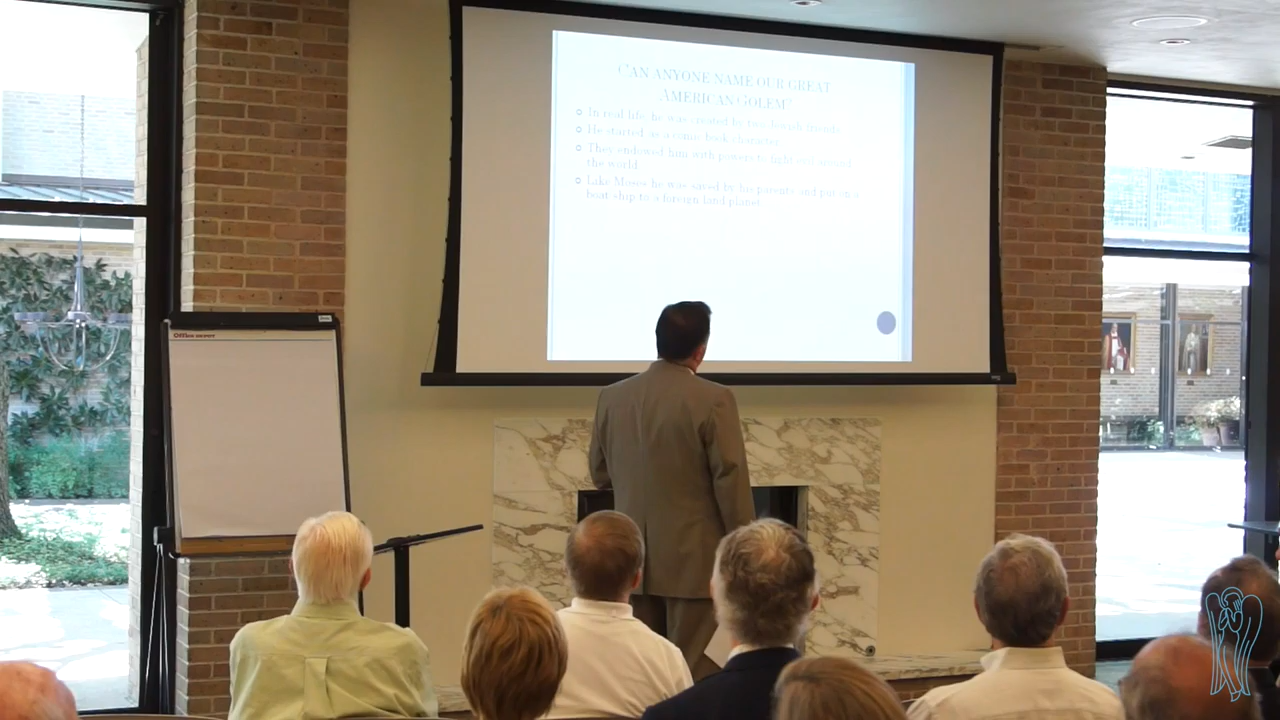 CAN ANYONE NAME OUR GREAT
AMERICAN GOLEM?
In real life he was created by two Jewish friends
He started as a comic book character
They endowed him with powers to fight evil around
the world
Like Moses he was saved by his parents and put on a
boat ship to a foreign land planet
Office DEPOT